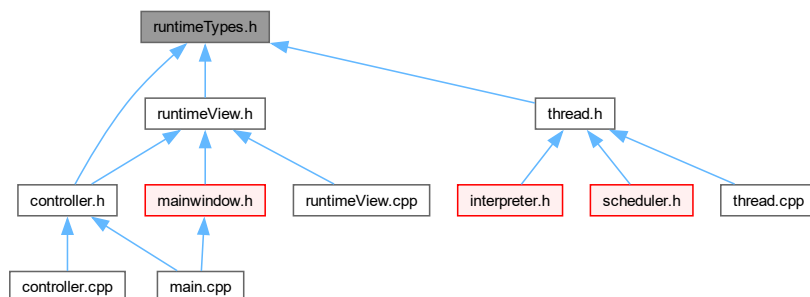 runtimeTypes.h
runtimeView.h
thread.h
controller.h
mainwindow.h
runtimeView.cpp
interpreter.h
scheduler.h
thread.cpp
controller.cpp
main.cpp